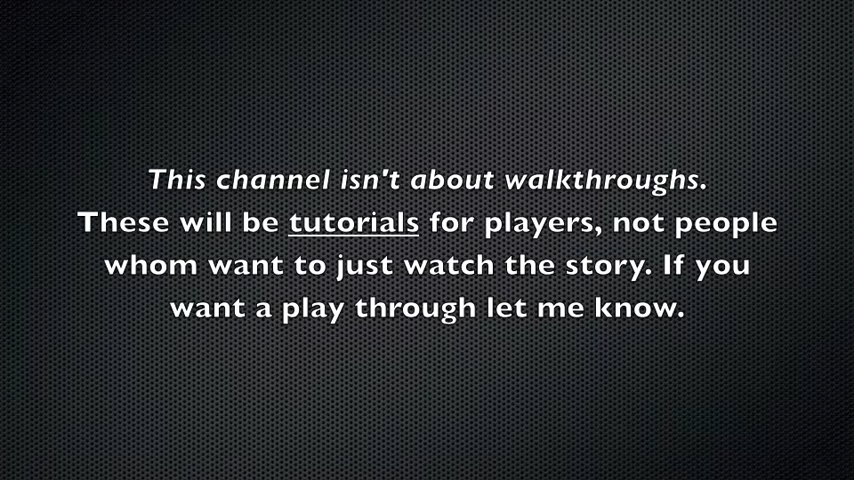 This channel isn't about walkthroughs.
These will be tutorials for players, not people
whom want to just watch the story. If you
want a play through let me know.